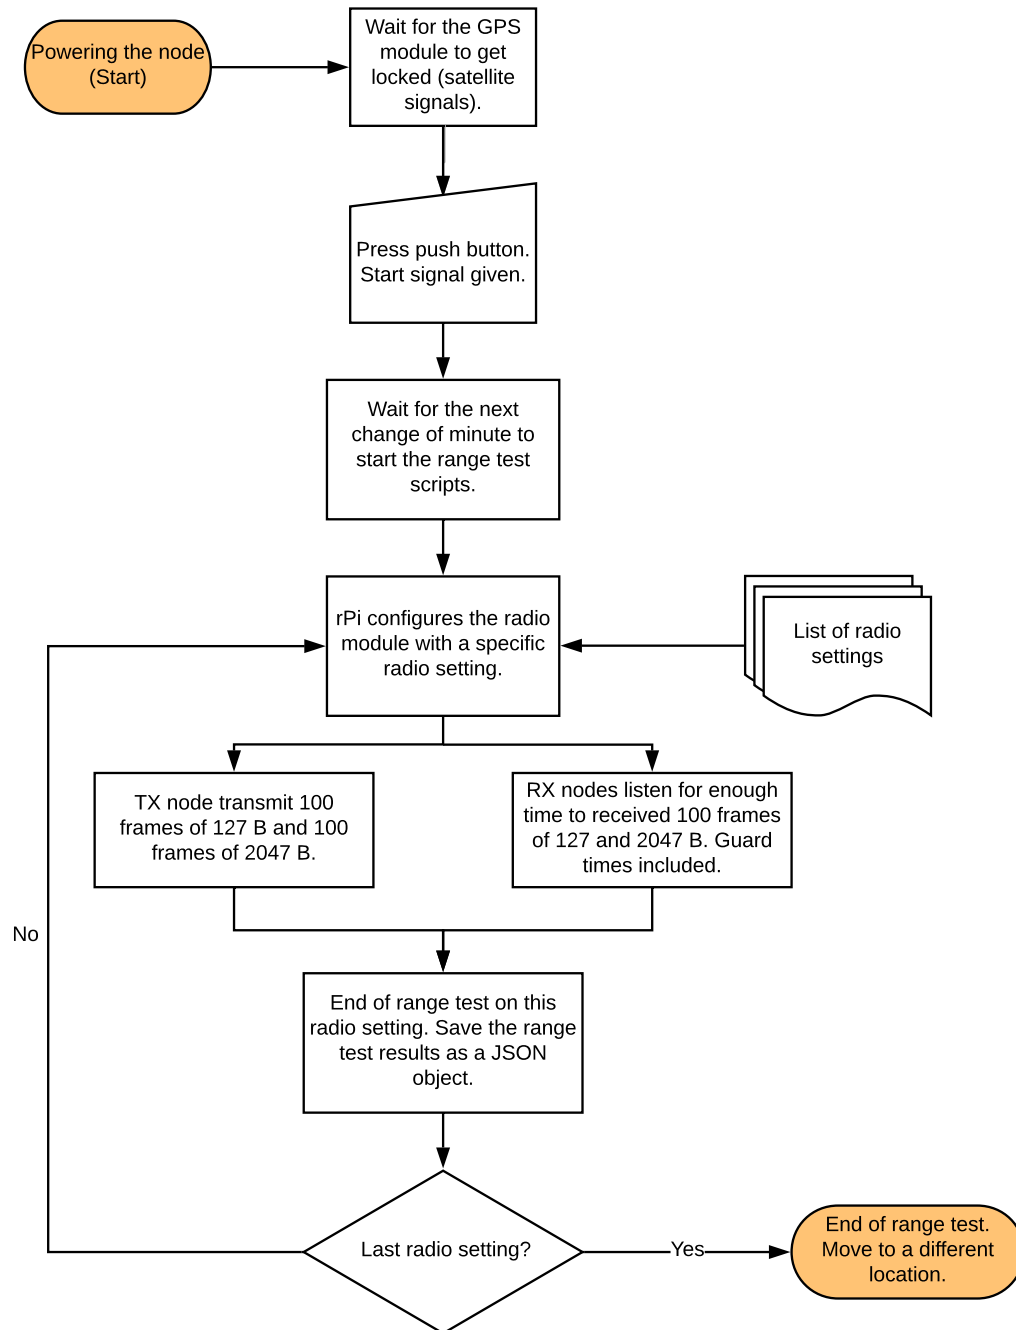 Powering the node
(Start)
Wait for the GPS
module to get
locked (satellite
signals).
Press push button.
Start signal given.
Wait for the next
change of minute to
start the range test
scripts.
rPi configures the radio
module with a specific
radio setting.
List of radio
settings
TX node transmit 100
frames of 127 B and 100
frames of 2047 B.
RX nodes listen for enough
time to received 100 frames
of 127 and 2047 B. Guard
times included.
No
End of range test on this
radio setting. Save the range
test results as a JSON
object.
Last radio setting?
Yes
End of range test.
Move to a different
location.